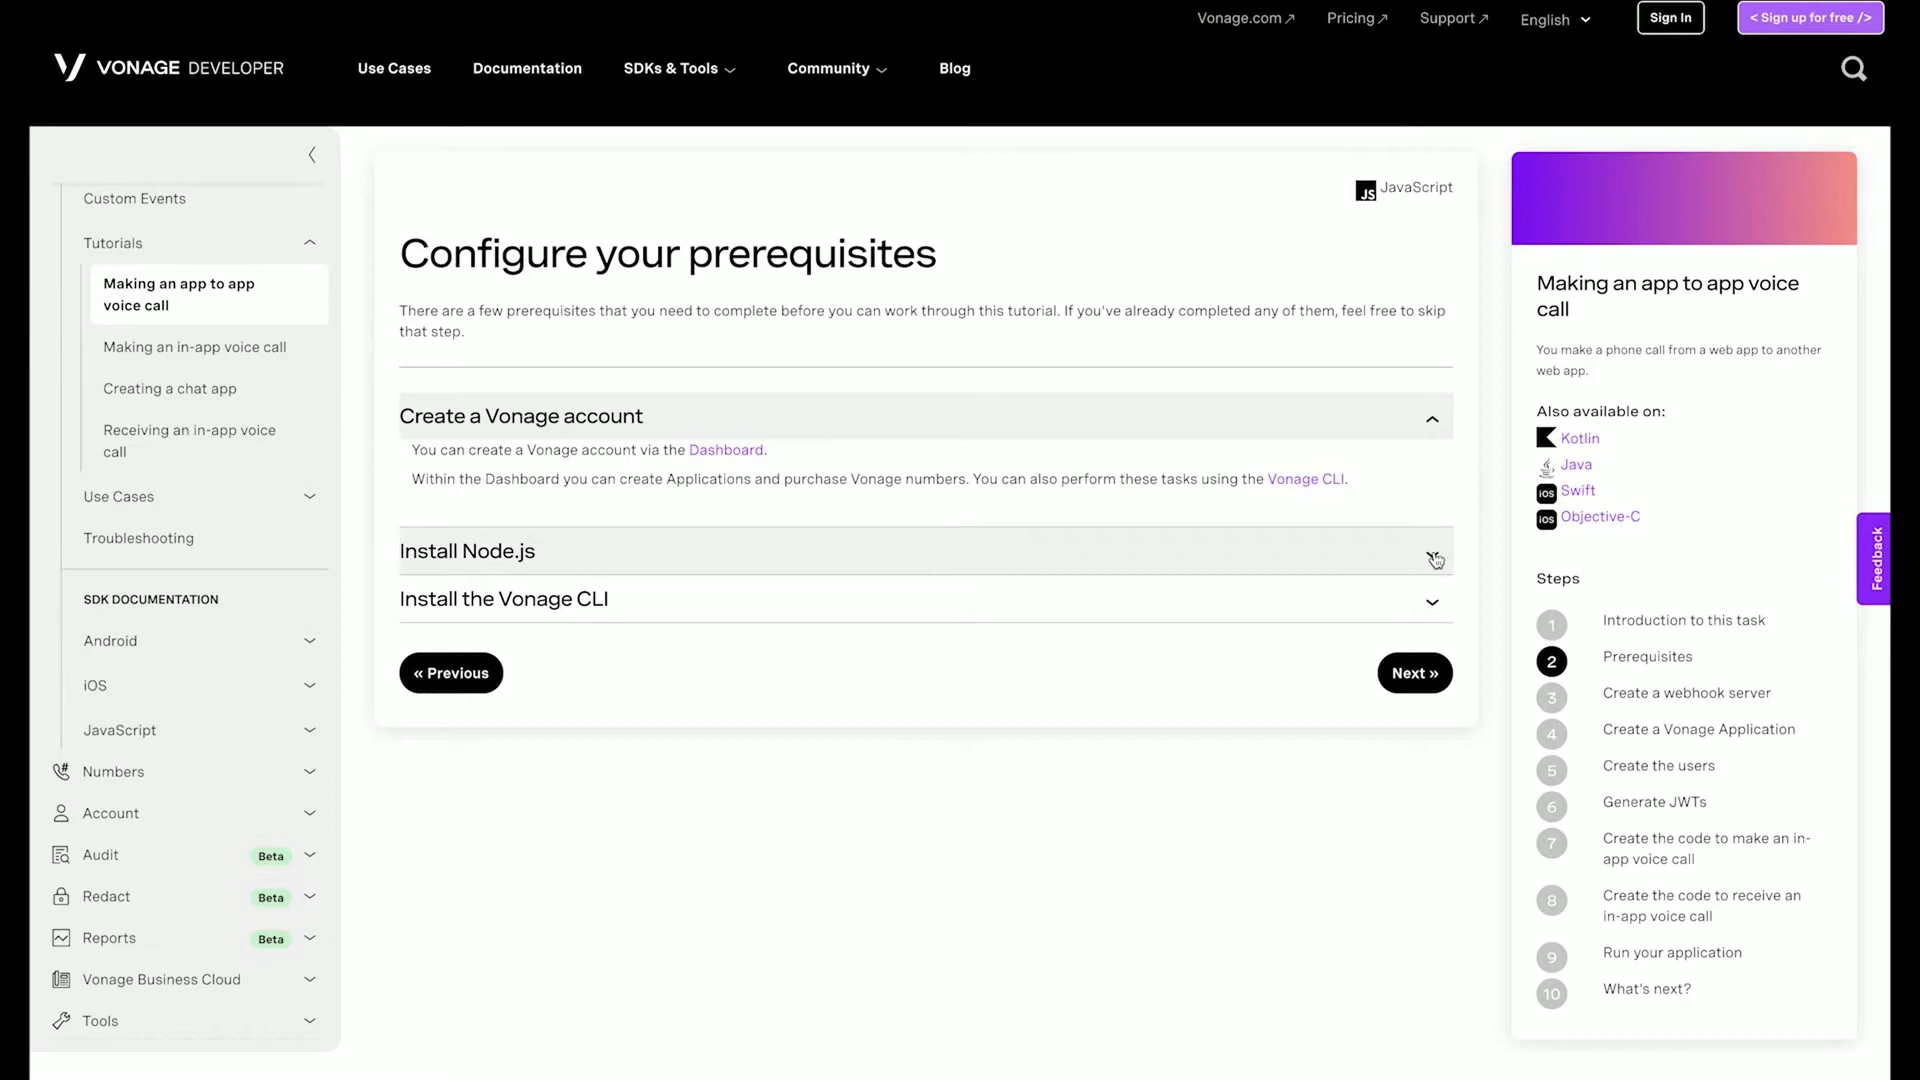 Vonage.com↗ Pricing↗ Support↗ English Sign In < Sign up for free />
VONAGE DEVELOPER Use Cases Documentation SDKs & Tools Community Blog
Custom Events
Tutorials
Making an app to app
voice call
Making an in-app voice call
Creating a chat app
Receiving an in-app voice
call
Use Cases
Troubleshooting
SDK DOCUMENTATION
Android
iOS
JavaScript
Numbers
Account
Audit Beta
Redact Beta
Reports Beta
Vonage Business Cloud
Tools
JS JavaScript
Configure your prerequisites
There are a few prerequisites that you need to complete before you can work through this tutorial. If you've already completed any of them, feel free to skip
that step.
Create a Vonage account
You can create a Vonage account via the Dashboard.
Within the Dashboard you can create Applications and purchase Vonage numbers. You can also perform these tasks using the Vonage CLI.
Install Node.js
Install the Vonage CLI
« Previous Next »
Making an app to app voice
call
You make a phone call from a web app to another
web app.
Also available on:
Kotlin
Java
iOS Swift
iOS Objective-C
Steps
1 Introduction to this task
2 Prerequisites
3 Create a webhook server
4 Create a Vonage Application
5 Create the users
6 Generate JWTs
7 Create the code to make an in-
app voice call
8 Create the code to receive an
in-app voice call
9 Run your application
10 What's next?
Feedback